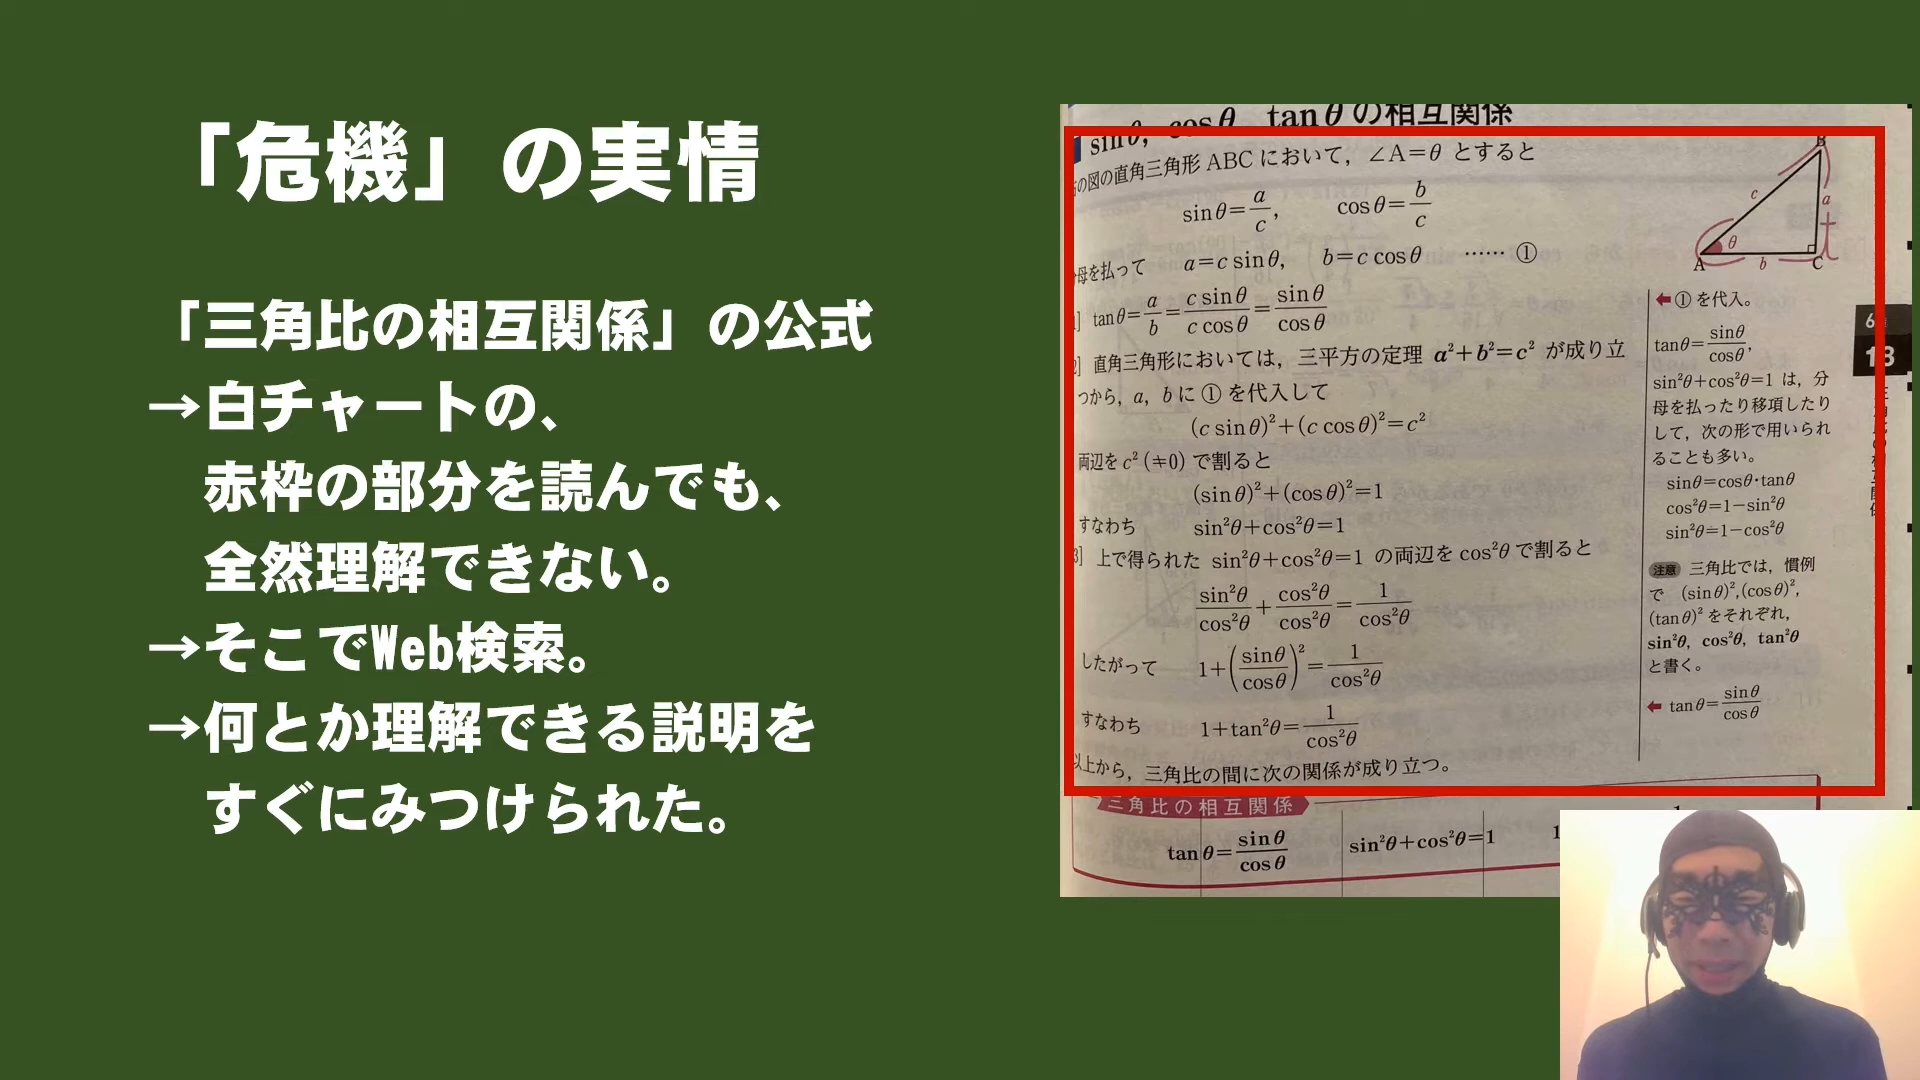 「危機」の実情
「三角比の相互関係」の公式
→白チャートの、
赤枠の部分を読んでも、
全然理解できない。
→そこでWeb検索。
→何とか理解できる説明を
すぐにみつけられた。
sinθ, cosθ, tanθの相互関係
の図の直角三角形 ABC において，∠A=θ とすると
sinθ=a/c, cosθ=b/c
母を払って a=c sinθ, b=c cosθ …… ①
tanθ=a/b=c sinθ/c cosθ=sinθ/cosθ
直角三角形においては，三平方の定理 a²+b²=c² が成り立
つから，a，b に ① を代入して
(c sinθ)²+(c cosθ)²=c²
両辺を c² (≠0) で割ると
(sinθ)²+(cosθ)²=1
すなわち sin²θ+cos²θ=1
上で得られた sin²θ+cos²θ=1 の両辺を cos²θ で割ると
sin²θ/cos²θ+cos²θ/cos²θ=1/cos²θ
したがって 1+(sinθ/cosθ)²=1/cos²θ
すなわち 1+tan²θ=1/cos²θ
以上から，三角比の間に次の関係が成り立つ。
三角比の相互関係
tanθ=sinθ/cosθ sin²θ+cos²θ=1 1
B
c
a
θ
A
b
C
←① を代入。
tanθ=sinθ/cosθ,
sin²θ+cos²θ=1 は，分
母を払ったり移項したり
して，次の形で用いられ
ることも多い。
sinθ=cosθ・tanθ
cos²θ=1−sin²θ
sin²θ=1−cos²θ
注意 三角比では，慣例
で (sinθ)²,(cosθ)²,
(tanθ)² をそれぞれ，
sin²θ, cos²θ, tan²θ
と書く。
← tanθ=sinθ/cosθ
6
18